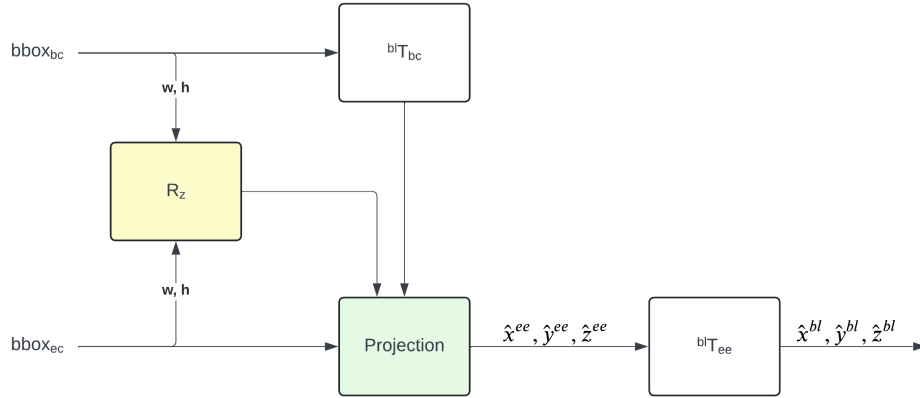 bbox_bc
^blT_bc
w, h
R_z
w, h
bbox_ec
Projection
x̂^ee, ŷ^ee, ẑ^ee
^blT_ee
x̂^bl, ŷ^bl, ẑ^bl